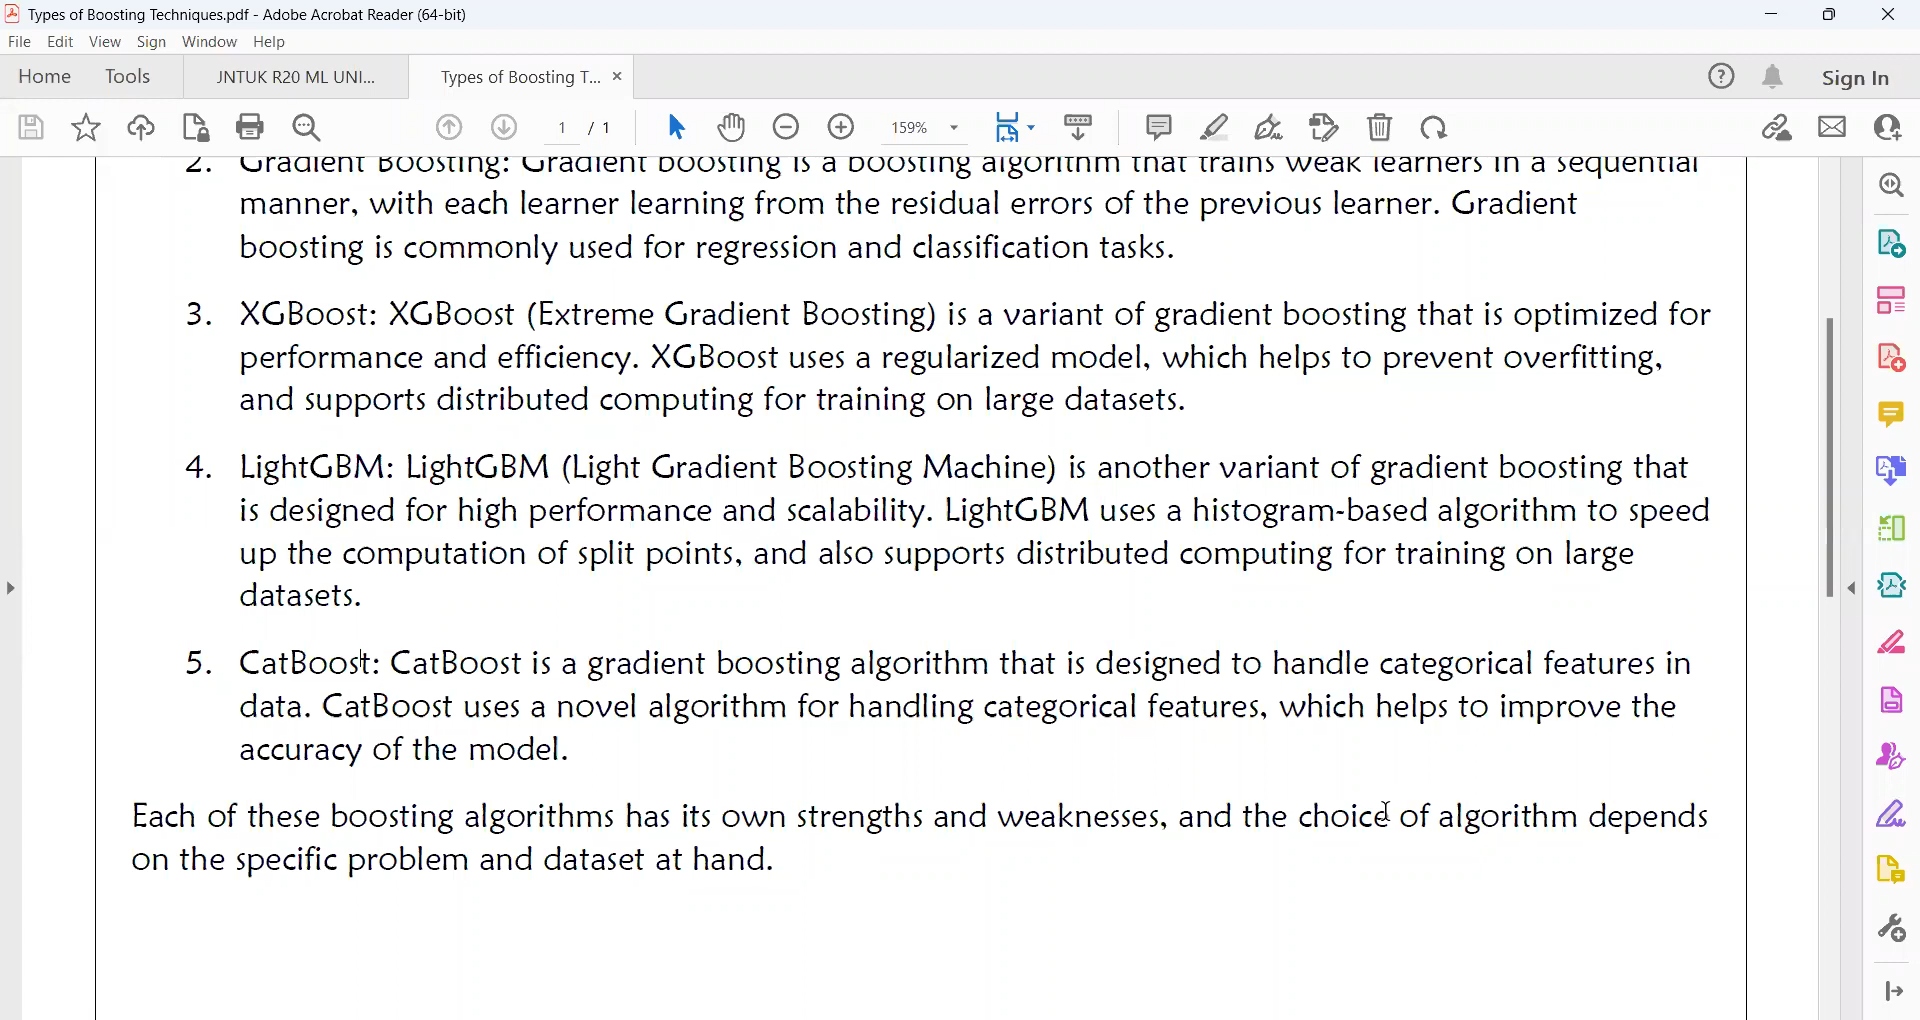 Types of Boosting Techniques.pdf - Adobe Acrobat Reader (64-bit)
File Edit View Sign Window Help
Home Tools JNTUK R20 ML UNI... Types of Boosting T... × Sign In
1 / 1 159%
2. Gradient Boosting: Gradient boosting is a boosting algorithm that trains weak learners in a sequential
manner, with each learner learning from the residual errors of the previous learner. Gradient
boosting is commonly used for regression and classification tasks.
3. XGBoost: XGBoost (Extreme Gradient Boosting) is a variant of gradient boosting that is optimized for
performance and efficiency. XGBoost uses a regularized model, which helps to prevent overfitting,
and supports distributed computing for training on large datasets.
4. LightGBM: LightGBM (Light Gradient Boosting Machine) is another variant of gradient boosting that
is designed for high performance and scalability. LightGBM uses a histogram-based algorithm to speed
up the computation of split points, and also supports distributed computing for training on large
datasets.
5. CatBoost: CatBoost is a gradient boosting algorithm that is designed to handle categorical features in
data. CatBoost uses a novel algorithm for handling categorical features, which helps to improve the
accuracy of the model.
Each of these boosting algorithms has its own strengths and weaknesses, and the choice of algorithm depends
on the specific problem and dataset at hand.